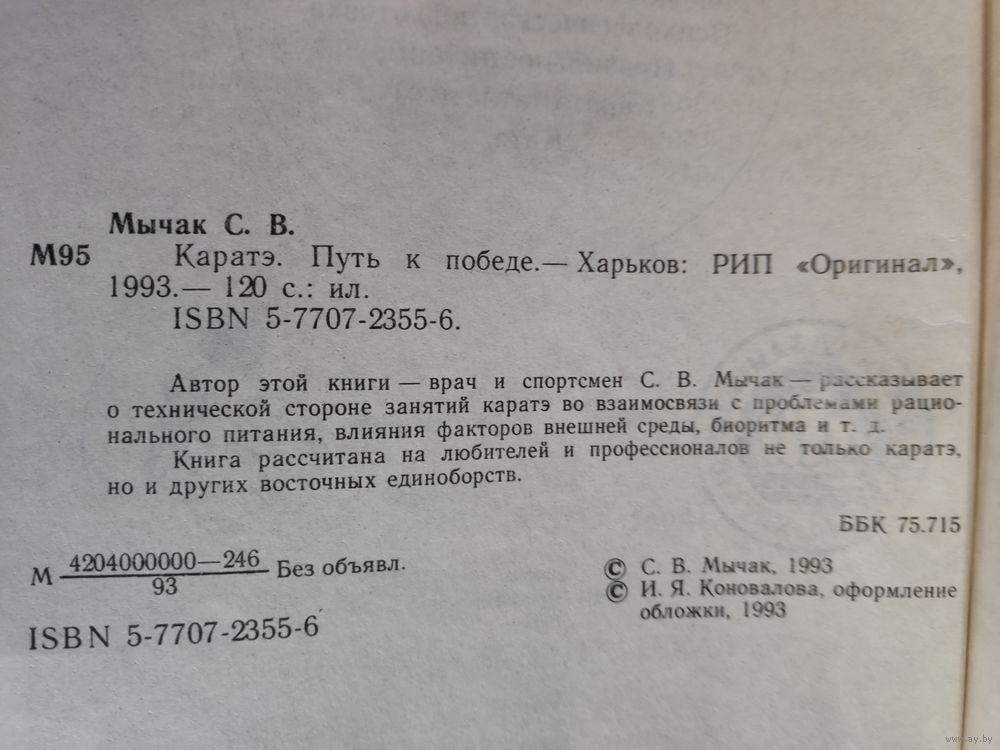 Мычак С. В.
М95 Каратэ. Путь к победе.— Харьков: РИП «Оригинал»,
1993.— 120 с.: ил.
ISBN 5-7707-2355-6.
Автор этой книги — врач и спортсмен С. В. Мычак — рассказывает
о технической стороне занятий каратэ во взаимосвязи с проблемами рацио-
нального питания, влияния факторов внешней среды, биоритма и т. д.
Книга рассчитана на любителей и профессионалов не только каратэ,
но и других восточных единоборств.
ББК 75.715
М 4204000000—246
93
Без объявл.
© С. В. Мычак, 1993
© И. Я. Коновалова, оформление
обложки, 1993
ISBN 5-7707-2355-6
www.ay.by